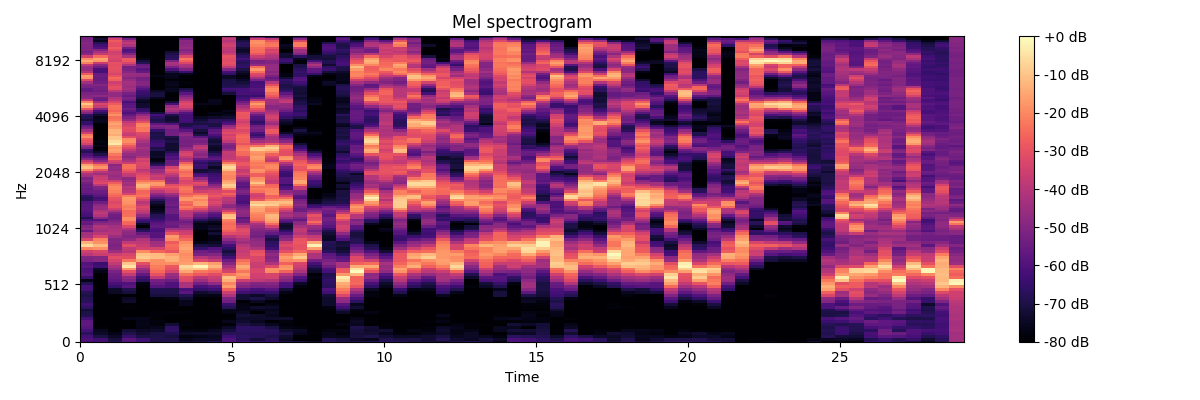 Mel spectrogram
+0 dB
8192
-10 dB
4096
-20 dB
-30 dB
2048
-40 dB
Hz
1024
-50 dB
512
-60 dB
-70 dB
0
-80 dB
0 5 10 15 20 25
Time